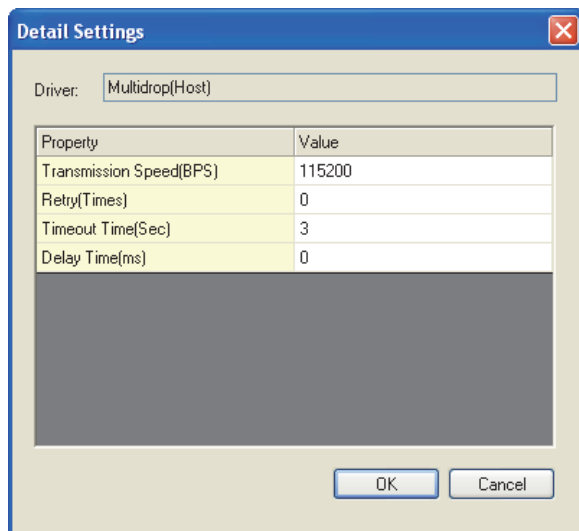 Detail Settings
Driver: Multidrop(Host)
Property Value
Transmission Speed(BPS) 115200
Retry(Times) 0
Timeout Time(Sec) 3
Delay Time(ms) 0
OK Cancel